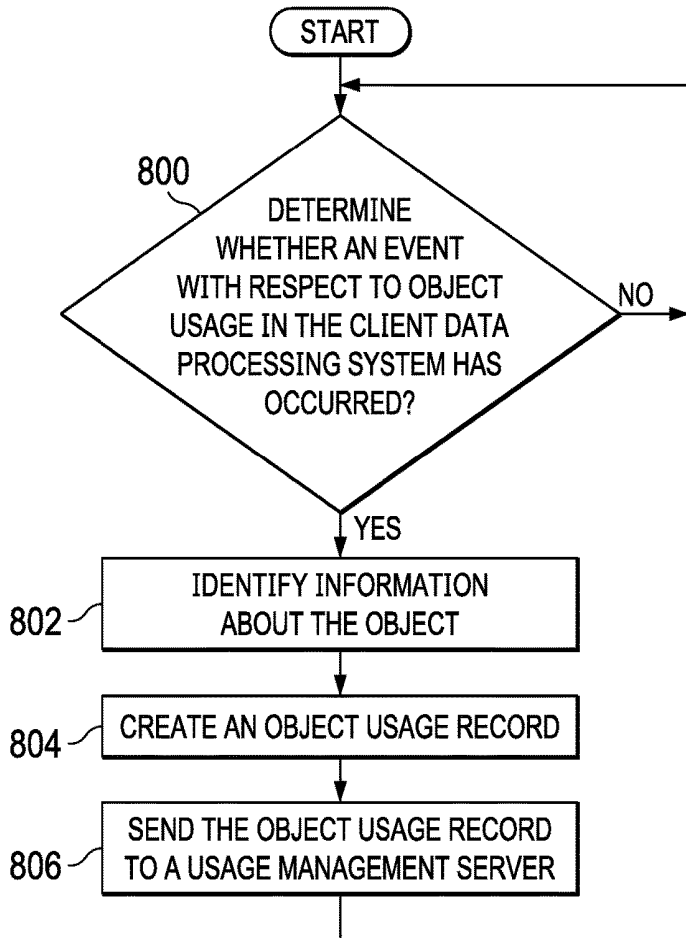 START
800
DETERMINE
WHETHER AN EVENT
WITH RESPECT TO OBJECT
USAGE IN THE CLIENT DATA
PROCESSING SYSTEM HAS
OCCURRED?
NO
YES
802
IDENTIFY INFORMATION
ABOUT THE OBJECT
804
CREATE AN OBJECT USAGE RECORD
806
SEND THE OBJECT USAGE RECORD
TO A USAGE MANAGEMENT SERVER